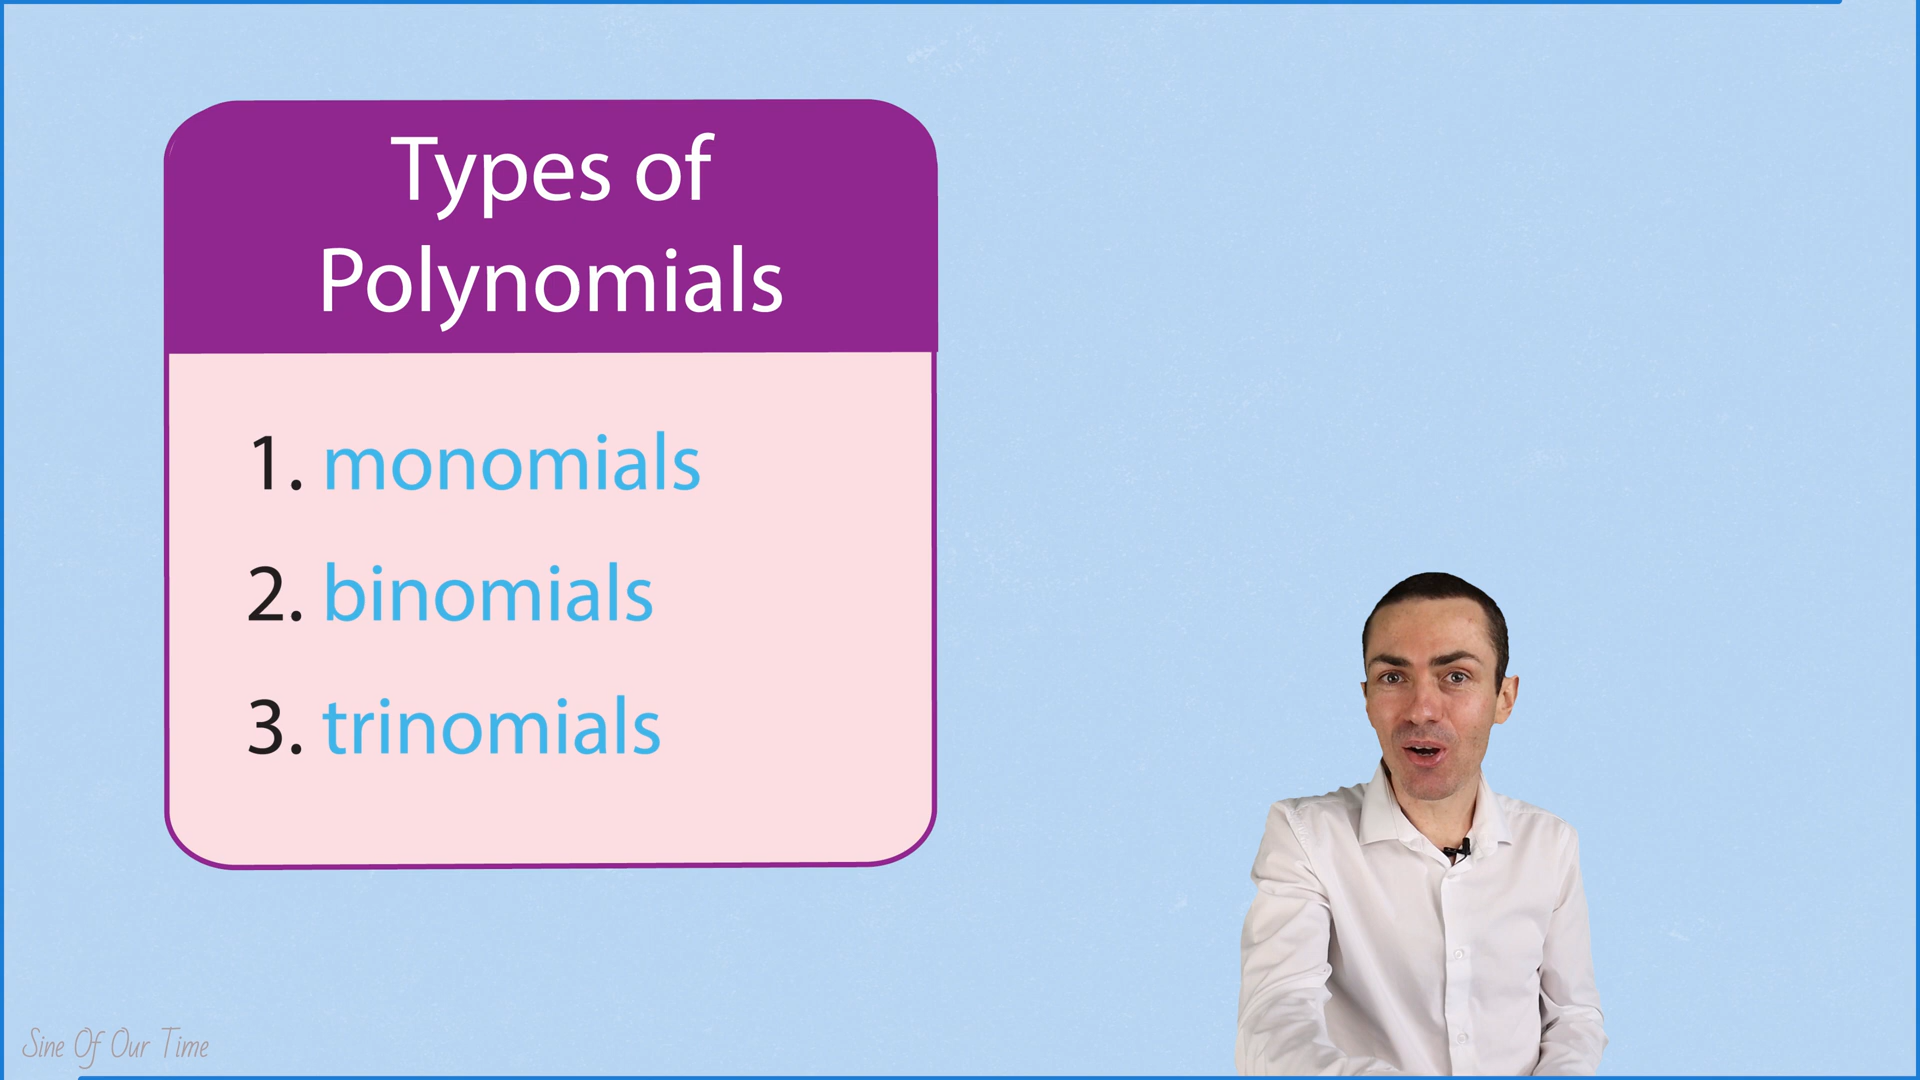 Types of
Polynomials
1. monomials
2. binomials
3. trinomials
Sine Of Our Time